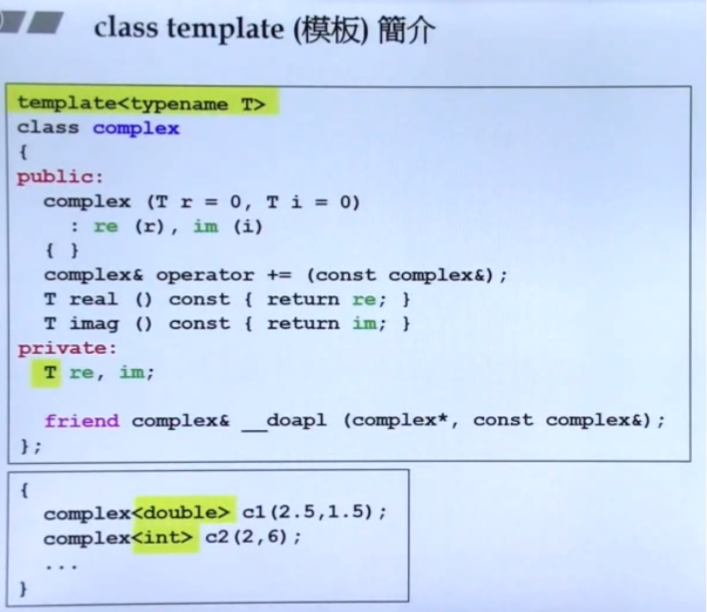 class template (模板) 簡介
template<typename T>
class complex
{
public:
complex (T r = 0, T i = 0)
: re (r), im (i)
{ }
complex& operator += (const complex&);
T real () const { return re; }
T imag () const { return im; }
private:
T re, im;
friend complex& __doapl (complex*, const complex&);
};
{
complex<double> c1(2.5,1.5);
complex<int> c2(2,6);
...
}